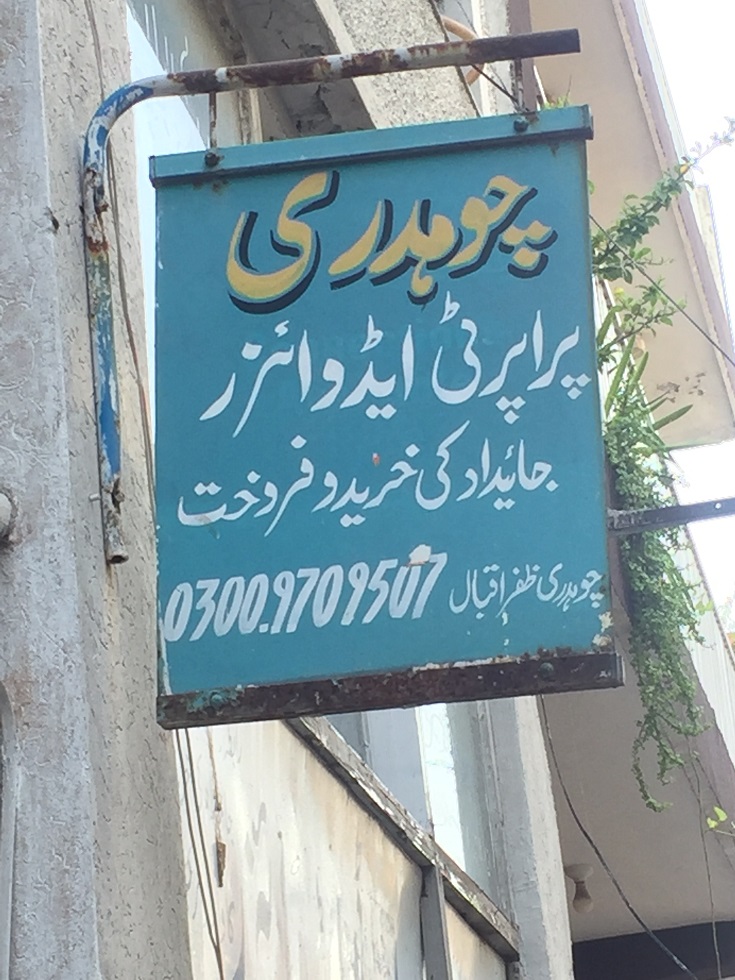 چوہدری
پراپرٹی ایڈوائزر
جائیداد کی خرید و فروخت
چوہدری ظفر اقبال 0300.9709507